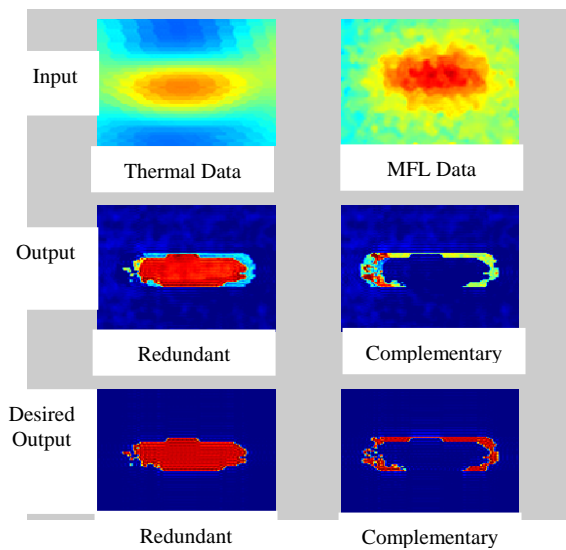 Input
Thermal Data
MFL Data
Output
Redundant
Complementary
Desired
Output
Redundant
Complementary